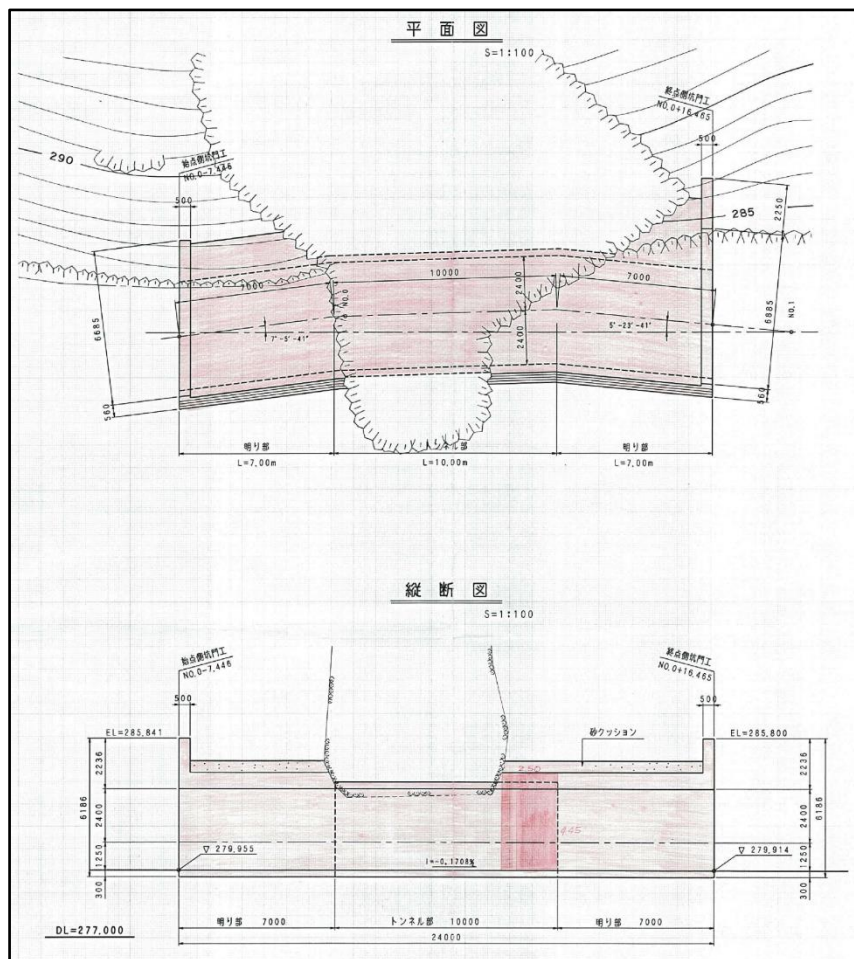 平面図
S=1:100
終点側坑門工
NO.0+16.465
500
290
始点側坑門工
NO.0-7.446
500
285
2250
7000
10000
7000
2400
NO.0
6685
7°-5'-41"
5°-23'-41"
6885
NO.1
2400
560
560
明り部
L=7.00m
トンネル部
L=10.00m
明り部
L=7.00m
縦断図
S=1:100
始点側坑門工
NO.0-7.446
終点側坑門工
NO.0+16.465
500
500
EL=285.841
砂クッション
EL=285.800
2236
2.50
2236
6186
2400
4.45
2400
6186
1250
▽ 279.955
i=-0.1708%
▽ 279.914
1250
300
300
明り部 7000
トンネル部 10000
明り部 7000
DL=277.000
24000